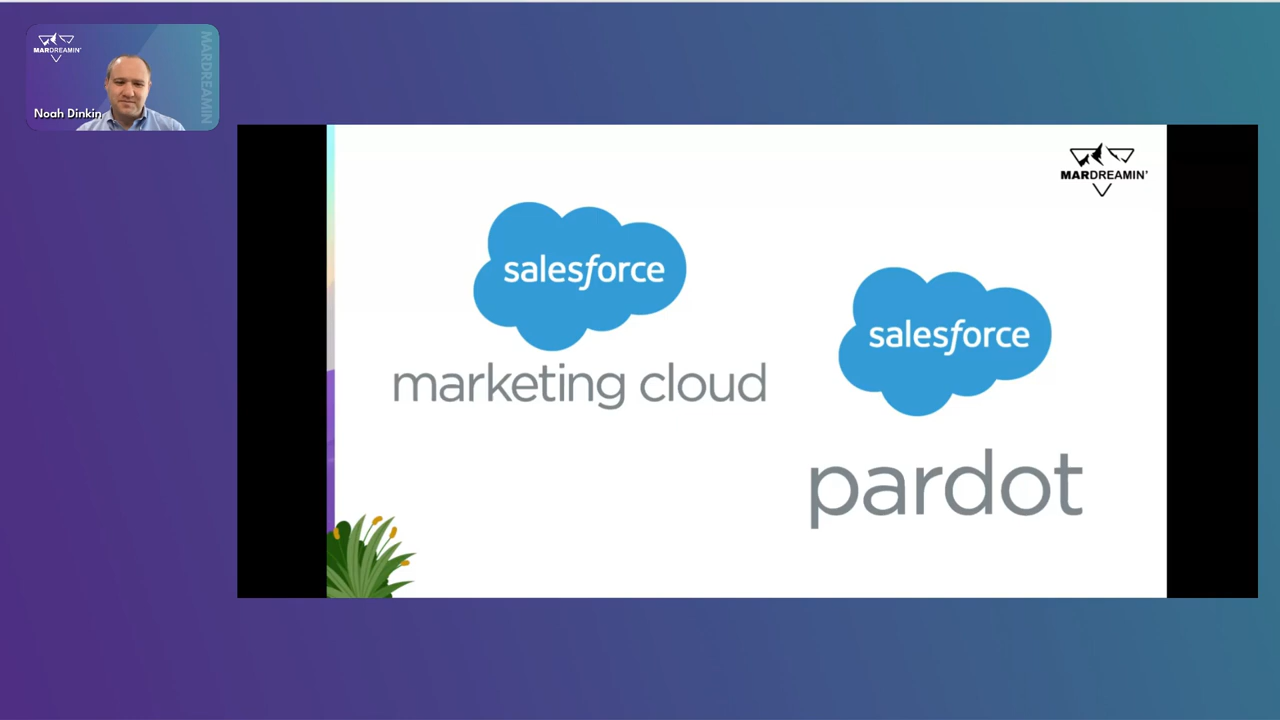 MARDREAMIN'
MARDREAMIN
Noah Dinkin
MARDREAMIN'
salesforce
marketing cloud
salesforce
pardot